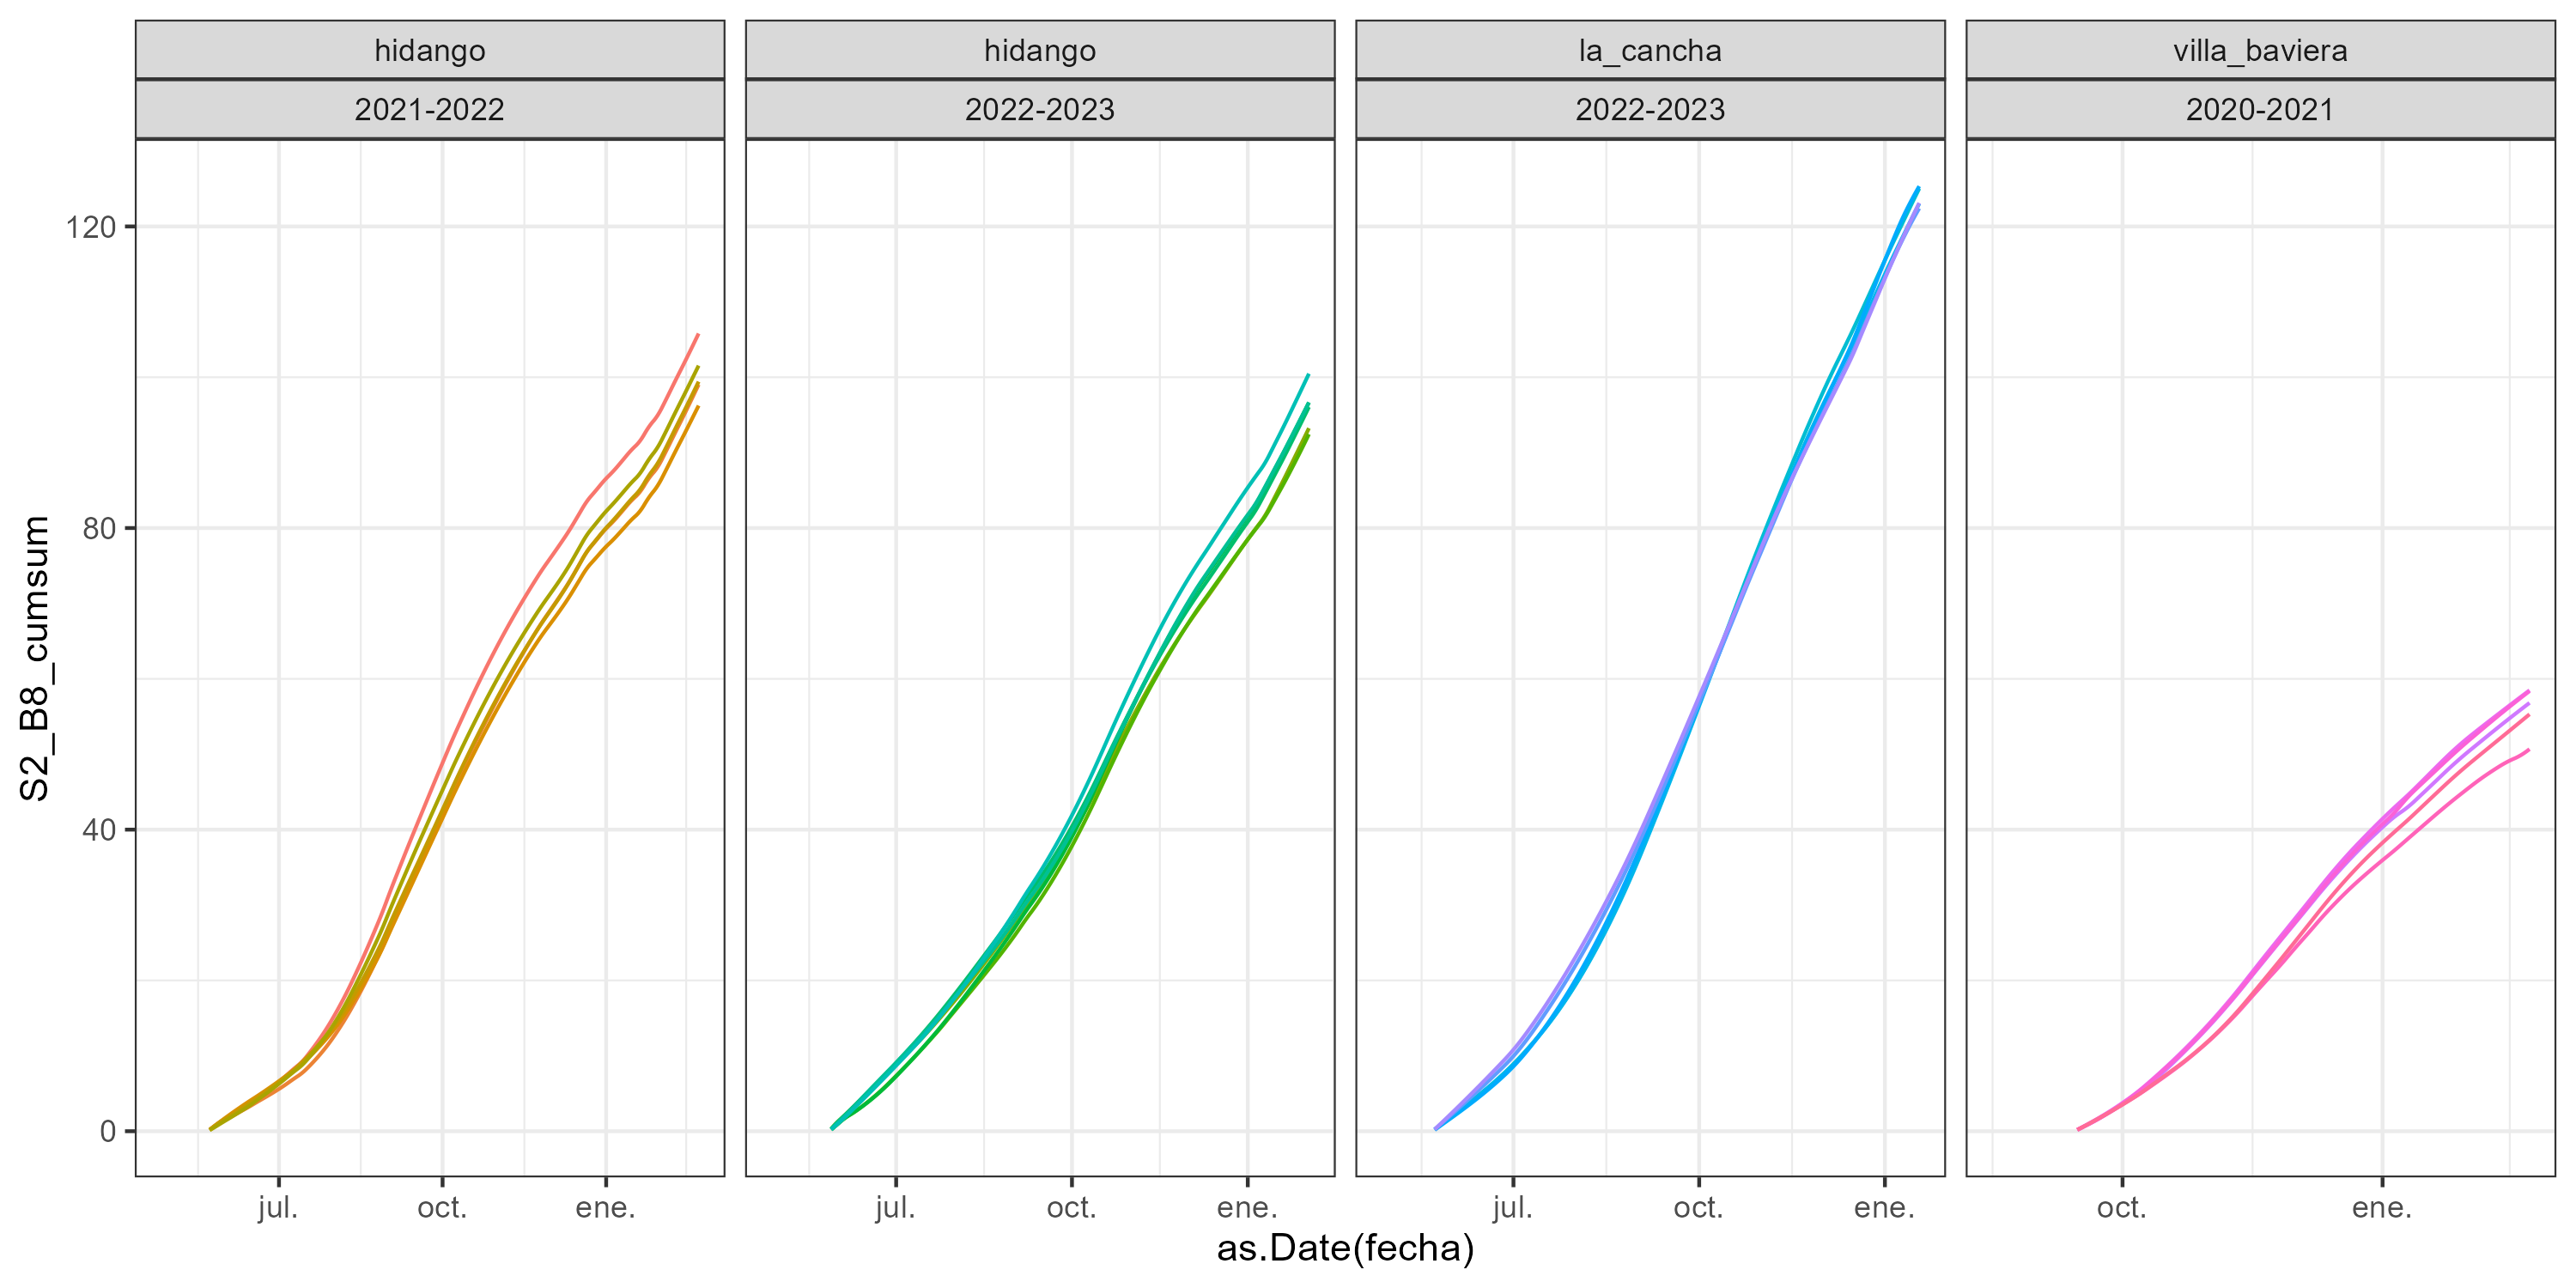 hidango hidango la_cancha villa_baviera
2021-2022 2022-2023 2022-2023 2020-2021
120
80
40
0
S2_B8_cumsum
jul. oct. ene. jul. oct. ene. jul. oct. ene. oct. ene.
as.Date(fecha)